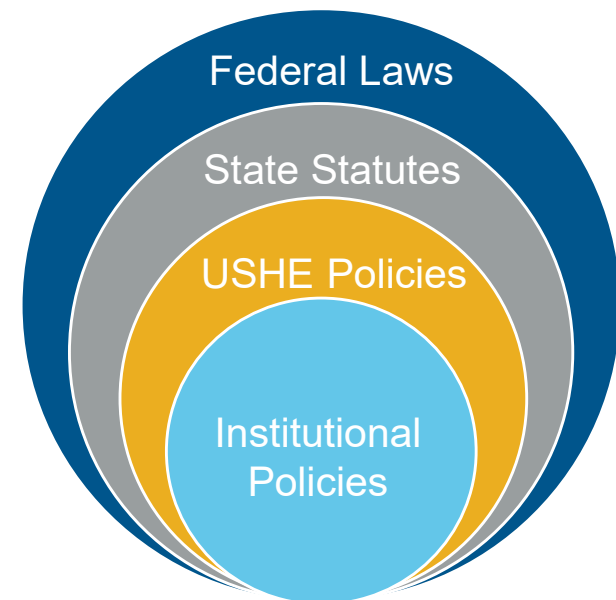 Federal Laws
State Statutes
USHE Policies
Institutional
Policies